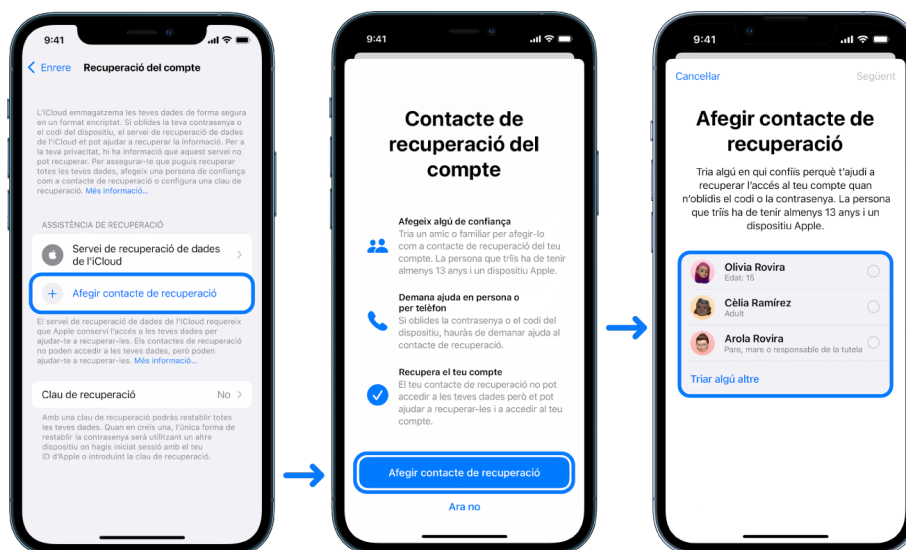 9:41
Enrere Recuperació del compte
L'iCloud emmagatzema les teves dades de forma segura
en un format encriptat. Si oblides la teva contrasenya o
el codi del dispositiu, el servei de recuperació de dades
de l'iCloud et pot ajudar a recuperar la informació. Per a
la teva privacitat, hi ha informació que aquest servei no
pot recuperar. Per assegurar-te que puguis recuperar
totes les teves dades, afegeix una persona de confiança
com a contacte de recuperació o configura una clau de
recuperació. Més informació...
ASSISTÈNCIA DE RECUPERACIÓ
Servei de recuperació de dades
de l'iCloud
Afegir contacte de recuperació
El servei de recuperació de dades de l'iCloud requereix
que Apple conservi l'accés a les teves dades per
ajudar-te a recuperar-les. Els contactes de recuperació
no poden accedir a les teves dades, però poden
ajudar-te a recuperar-les. Més informació...
Clau de recuperació No
Amb una clau de recuperació podràs restablir totes
les teves dades. Quan en creïs una, l'única forma de
restablir la contrasenya serà utilitzant un altre
dispositiu on hagis iniciat sessió amb el teu
ID d'Apple o introduint la clau de recuperació.
9:41
Contacte de
recuperació del
compte
Afegeix algú de confiança
Tria un amic o familiar per afegir-lo
com a contacte de recuperació del teu
compte. La persona que triïs ha de tenir
almenys 13 anys i un dispositiu Apple.
Demana ajuda en persona o
per telèfon
Si oblides la contrasenya o el codi del
dispositiu, hauràs de demanar ajuda al
contacte de recuperació.
Recupera el teu compte
El teu contacte de recuperació no pot
accedir a les teves dades però et pot
ajudar a recuperar-les i a accedir al teu
compte.
Afegir contacte de recuperació
Ara no
9:41
Cancel·lar Següent
Afegir contacte de
recuperació
Tria algú en qui confiïs perquè t'ajudi a
recuperar l'accés al teu compte quan
n'oblidis el codi o la contrasenya. La persona
que triïs ha de tenir almenys 13 anys i un
dispositiu Apple.
Olivia Rovira
Edat: 15
Cèlia Ramírez
Adult
Arola Rovira
Pare, mare o responsable de la tutela
Triar algú altre